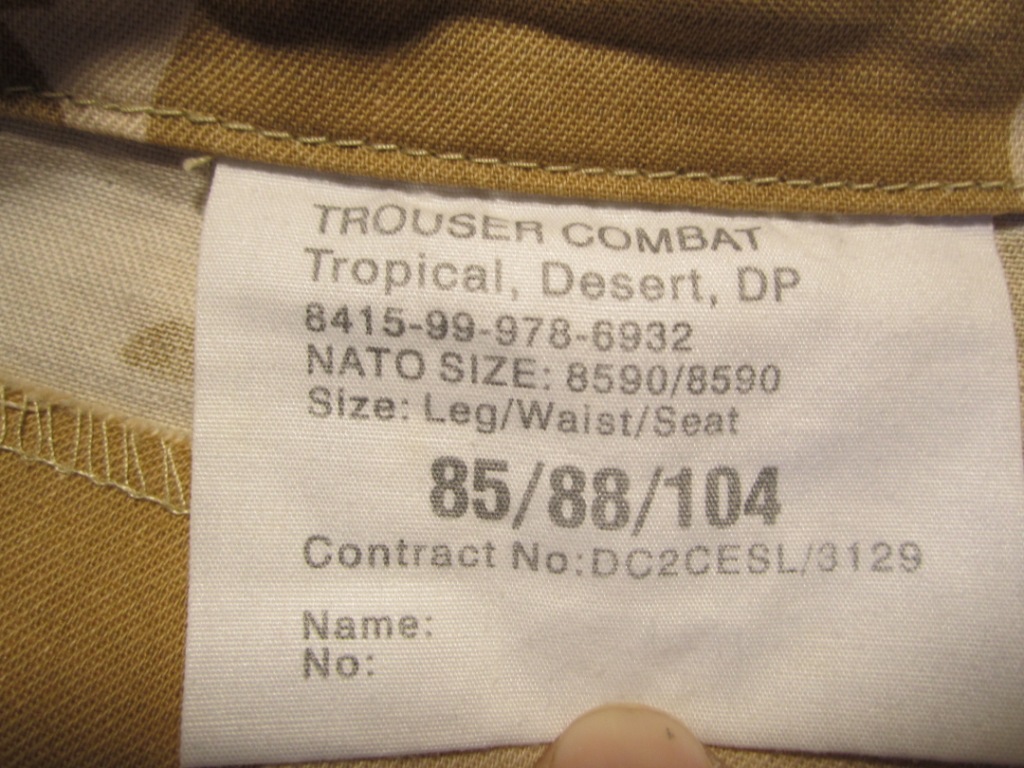 TROUSER COMBAT
Tropical, Desert, DP
8415-99-978-6932
NATO SIZE: 8590/8590
Size: Leg/Waist/Seat
85/88/104
Contract No:DC2CESL/3129
Name:
No: